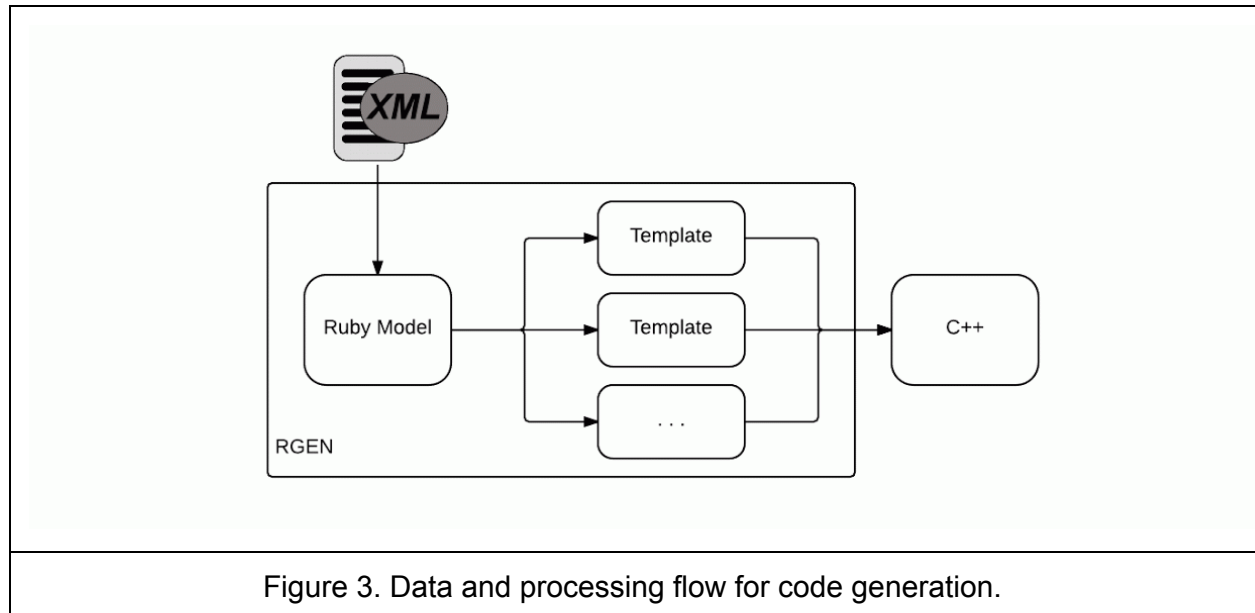 XML
Template
Ruby Model
Template
C++
. . .
RGEN
Figure 3. Data and processing flow for code generation.